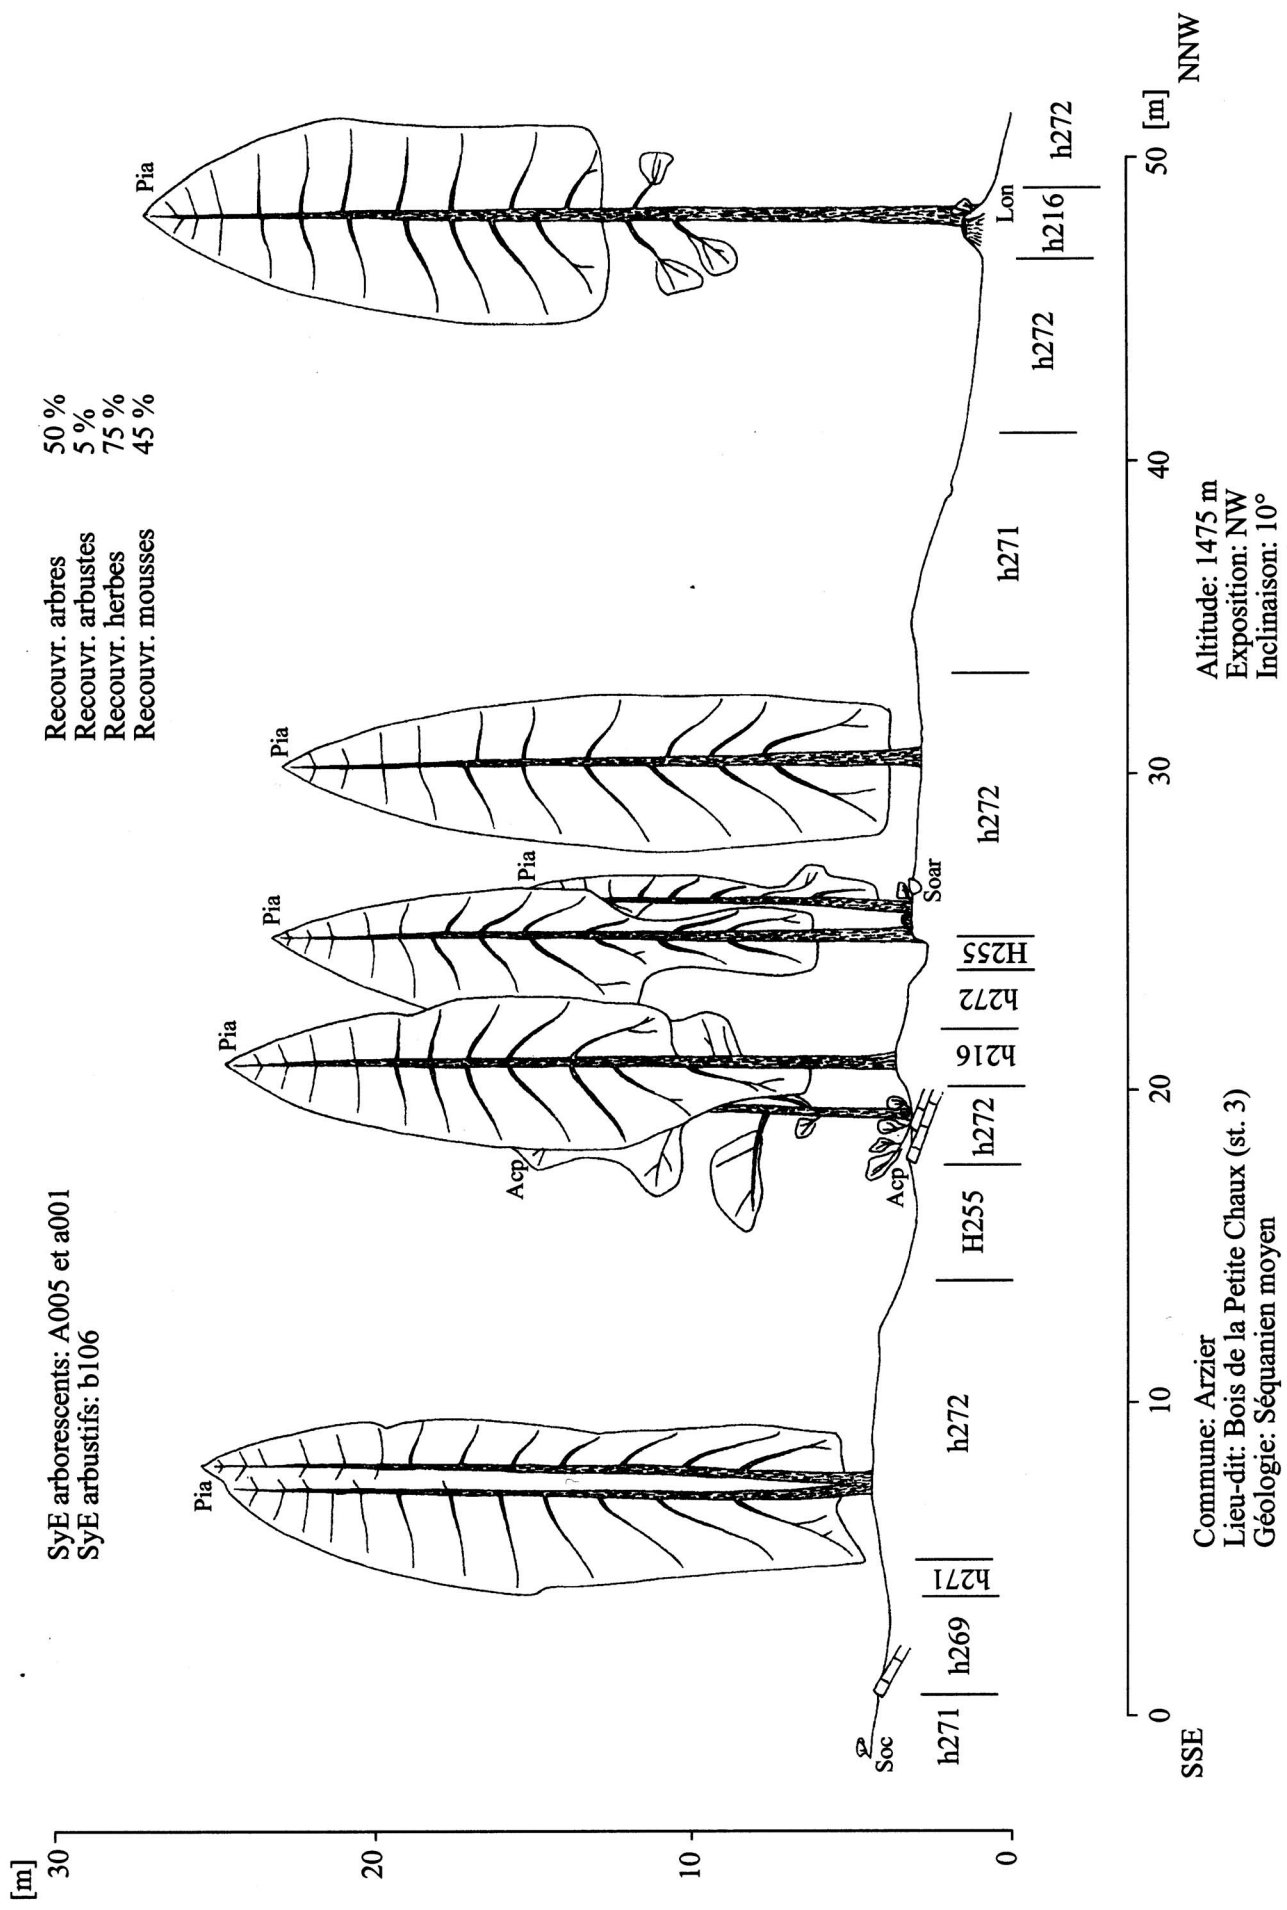 [m]
30
20
10
0
SyE arborescents: A005 et a001
SyE arbustifs: b106
Recouvr. arbres 50 %
Recouvr. arbustes 5 %
Recouvr. herbes 75 %
Recouvr. mousses 45 %
Pia
Acp
Pia
Pia
Pia
Pia
Pia
Soc
Acp
Soar
Lon
h271
h269
h271
h272
H255
h272
h216
h272
H255
h272
h271
h272
h216
h272
0
10
20
30
40
50
[m]
SSE
NNW
Commune: Arzier
Lieu-dit: Bois de la Petite Chaux (st. 3)
Géologie: Séquanien moyen
Altitude: 1475 m
Exposition: NW
Inclinaison: 10°